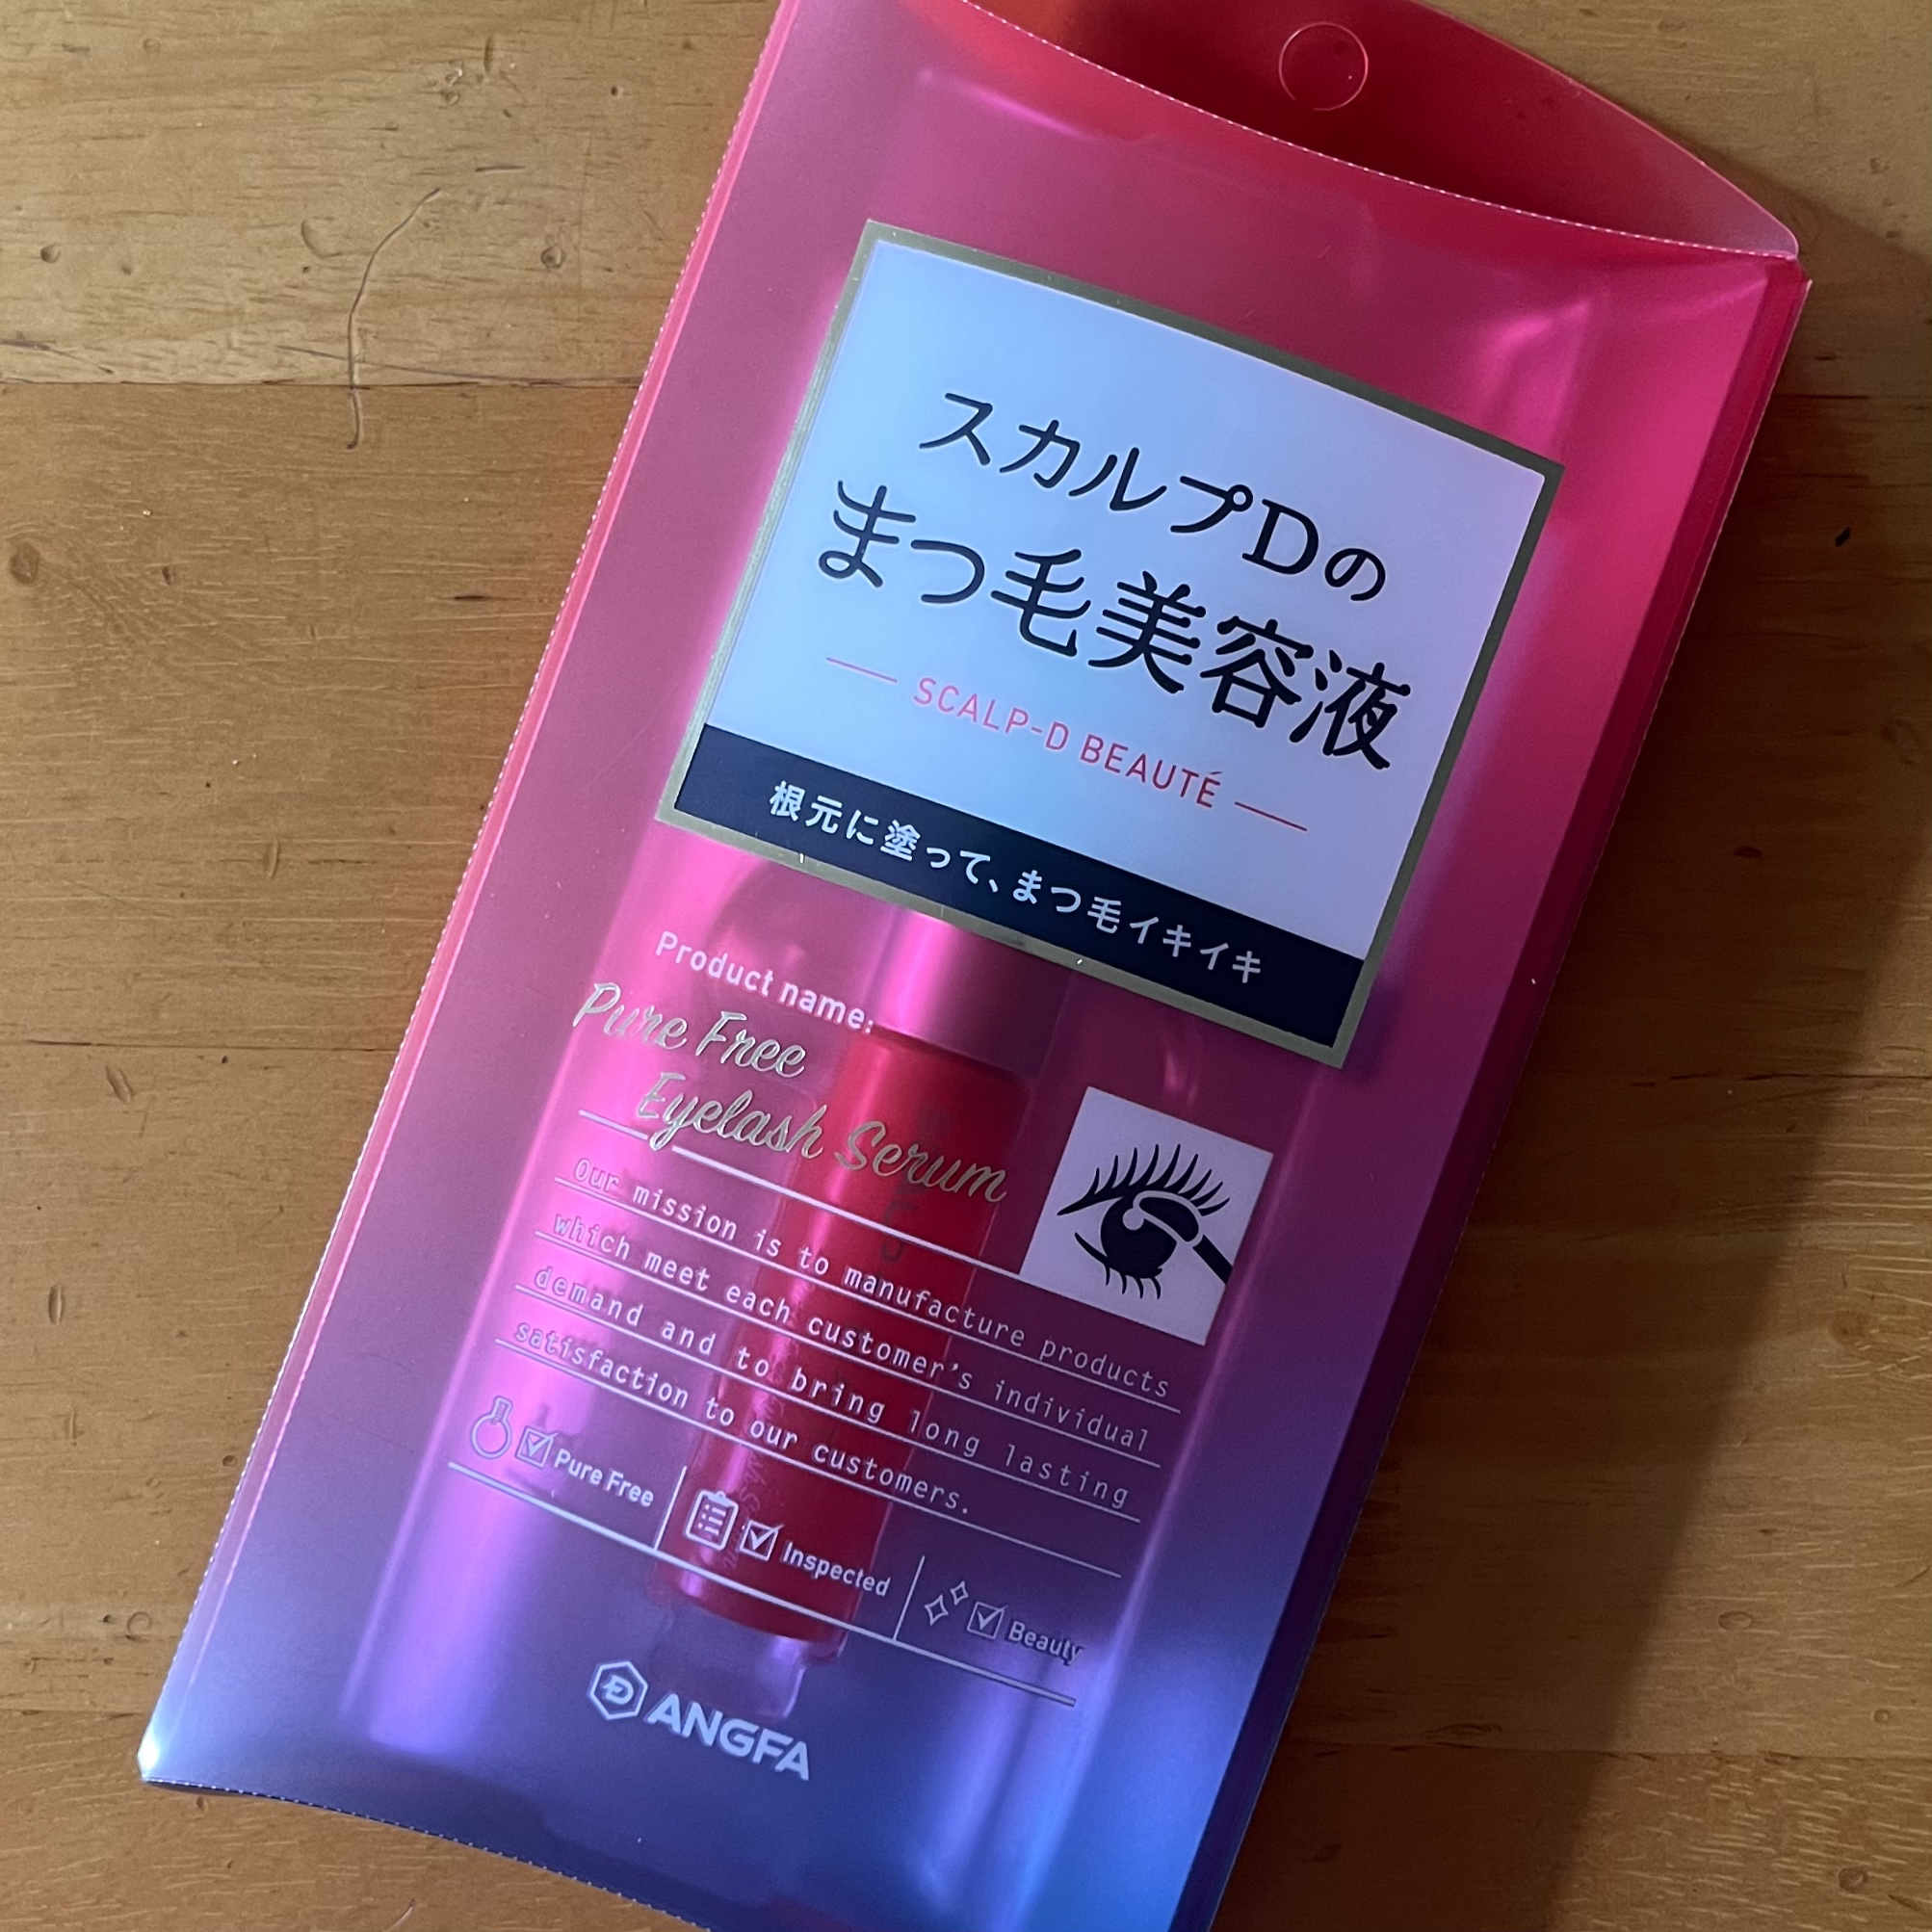 スカルプDの
まつ毛美容液
SCALP-D BEAUTÉ
根元に塗って、まつ毛イキイキ
Product name:
Pure Free
Eyelash Serum
Our mission is to manufacture products
which meet each customer's individual
demand and to bring long lasting
satisfaction to our customers.
Pure Free
Inspected
Beauty
ANGFA